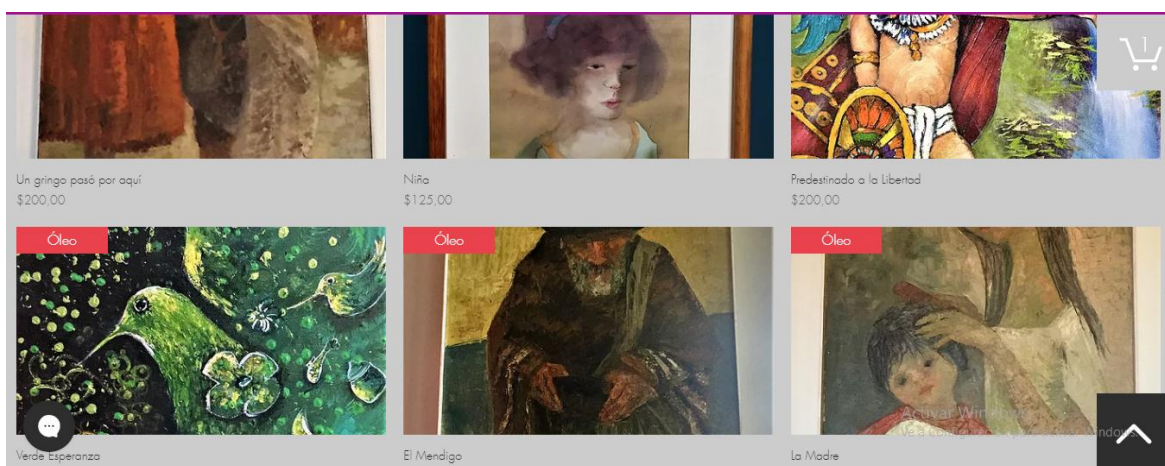 1
Un gringo pasó por aquí
$200,00
Niña
$125,00
Predestinado a la Libertad
$200,00
Óleo
Óleo
Óleo
Activar Windows
Verde Esperanza
El Mendigo
La Madre